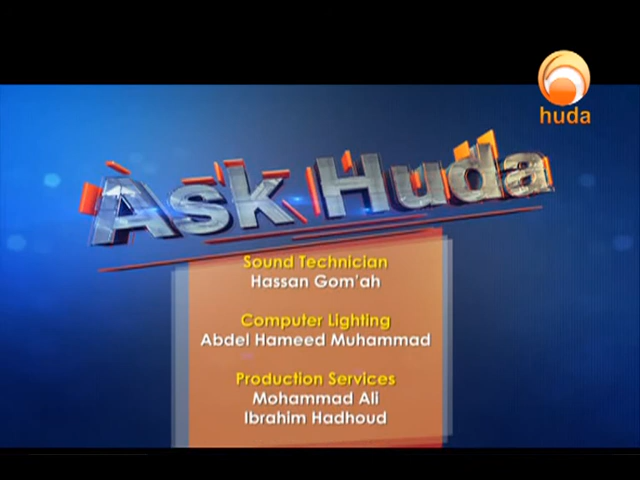 huda
Ask Huda
Sound Technician
Hassan Gom'ah
Computer Lighting
Abdel Hameed Muhammad
Production Services
Mohammad Ali
Ibrahim Hadhoud